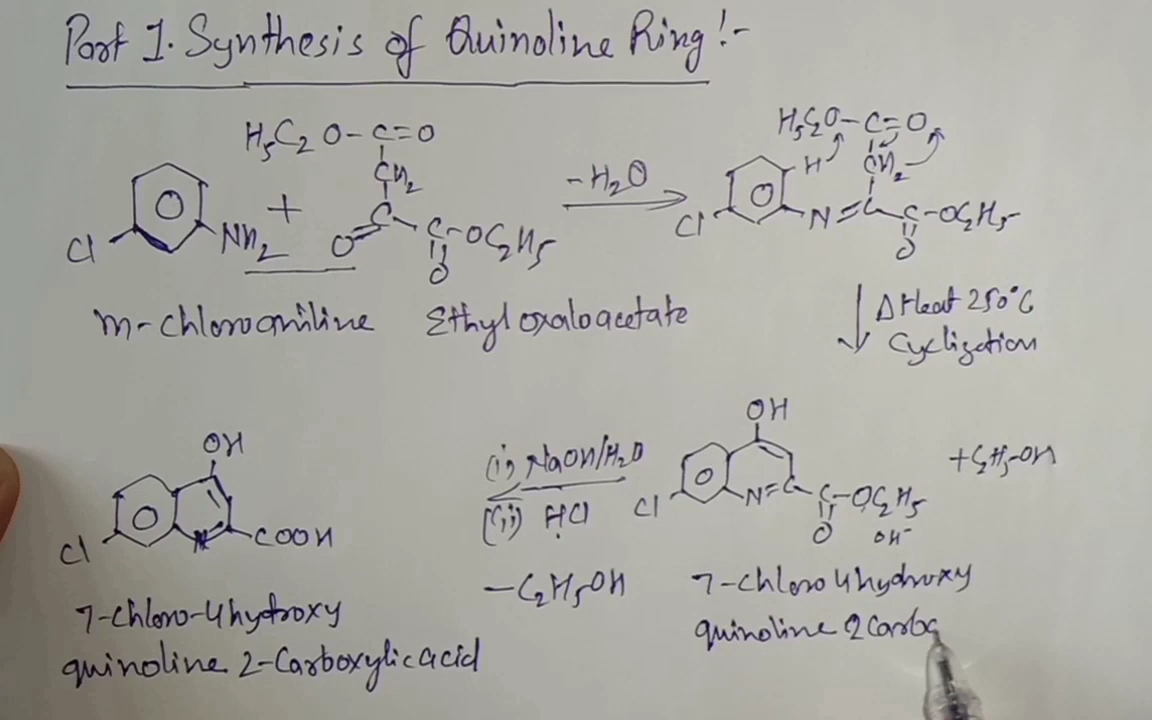 Part I. Synthesis of Quinoline Ring!-
H₅C₂O-C=O
CH₂
Cl
NH₂
+
O=C-C-OC₂H₅
O
-H₂O
H₅C₂O-C=O
H
CH₂
Cl
N=C-C-OC₂H₅
O
m-chloroaniline
Ethyl oxaloacetate
Δ Heat 250°C
Cyclization
OH
Cl
N
COOH
(i) NaOH/H₂O
(ii) HCl
-C₂H₅OH
OH
Cl
N=C-C-OC₂H₅
O
OH⁻
+C₂H₅-OH
7-chloro-4hydroxy
quinoline 2-Carboxylic acid
7-chloro 4hydroxy
quinoline 2 Carbo